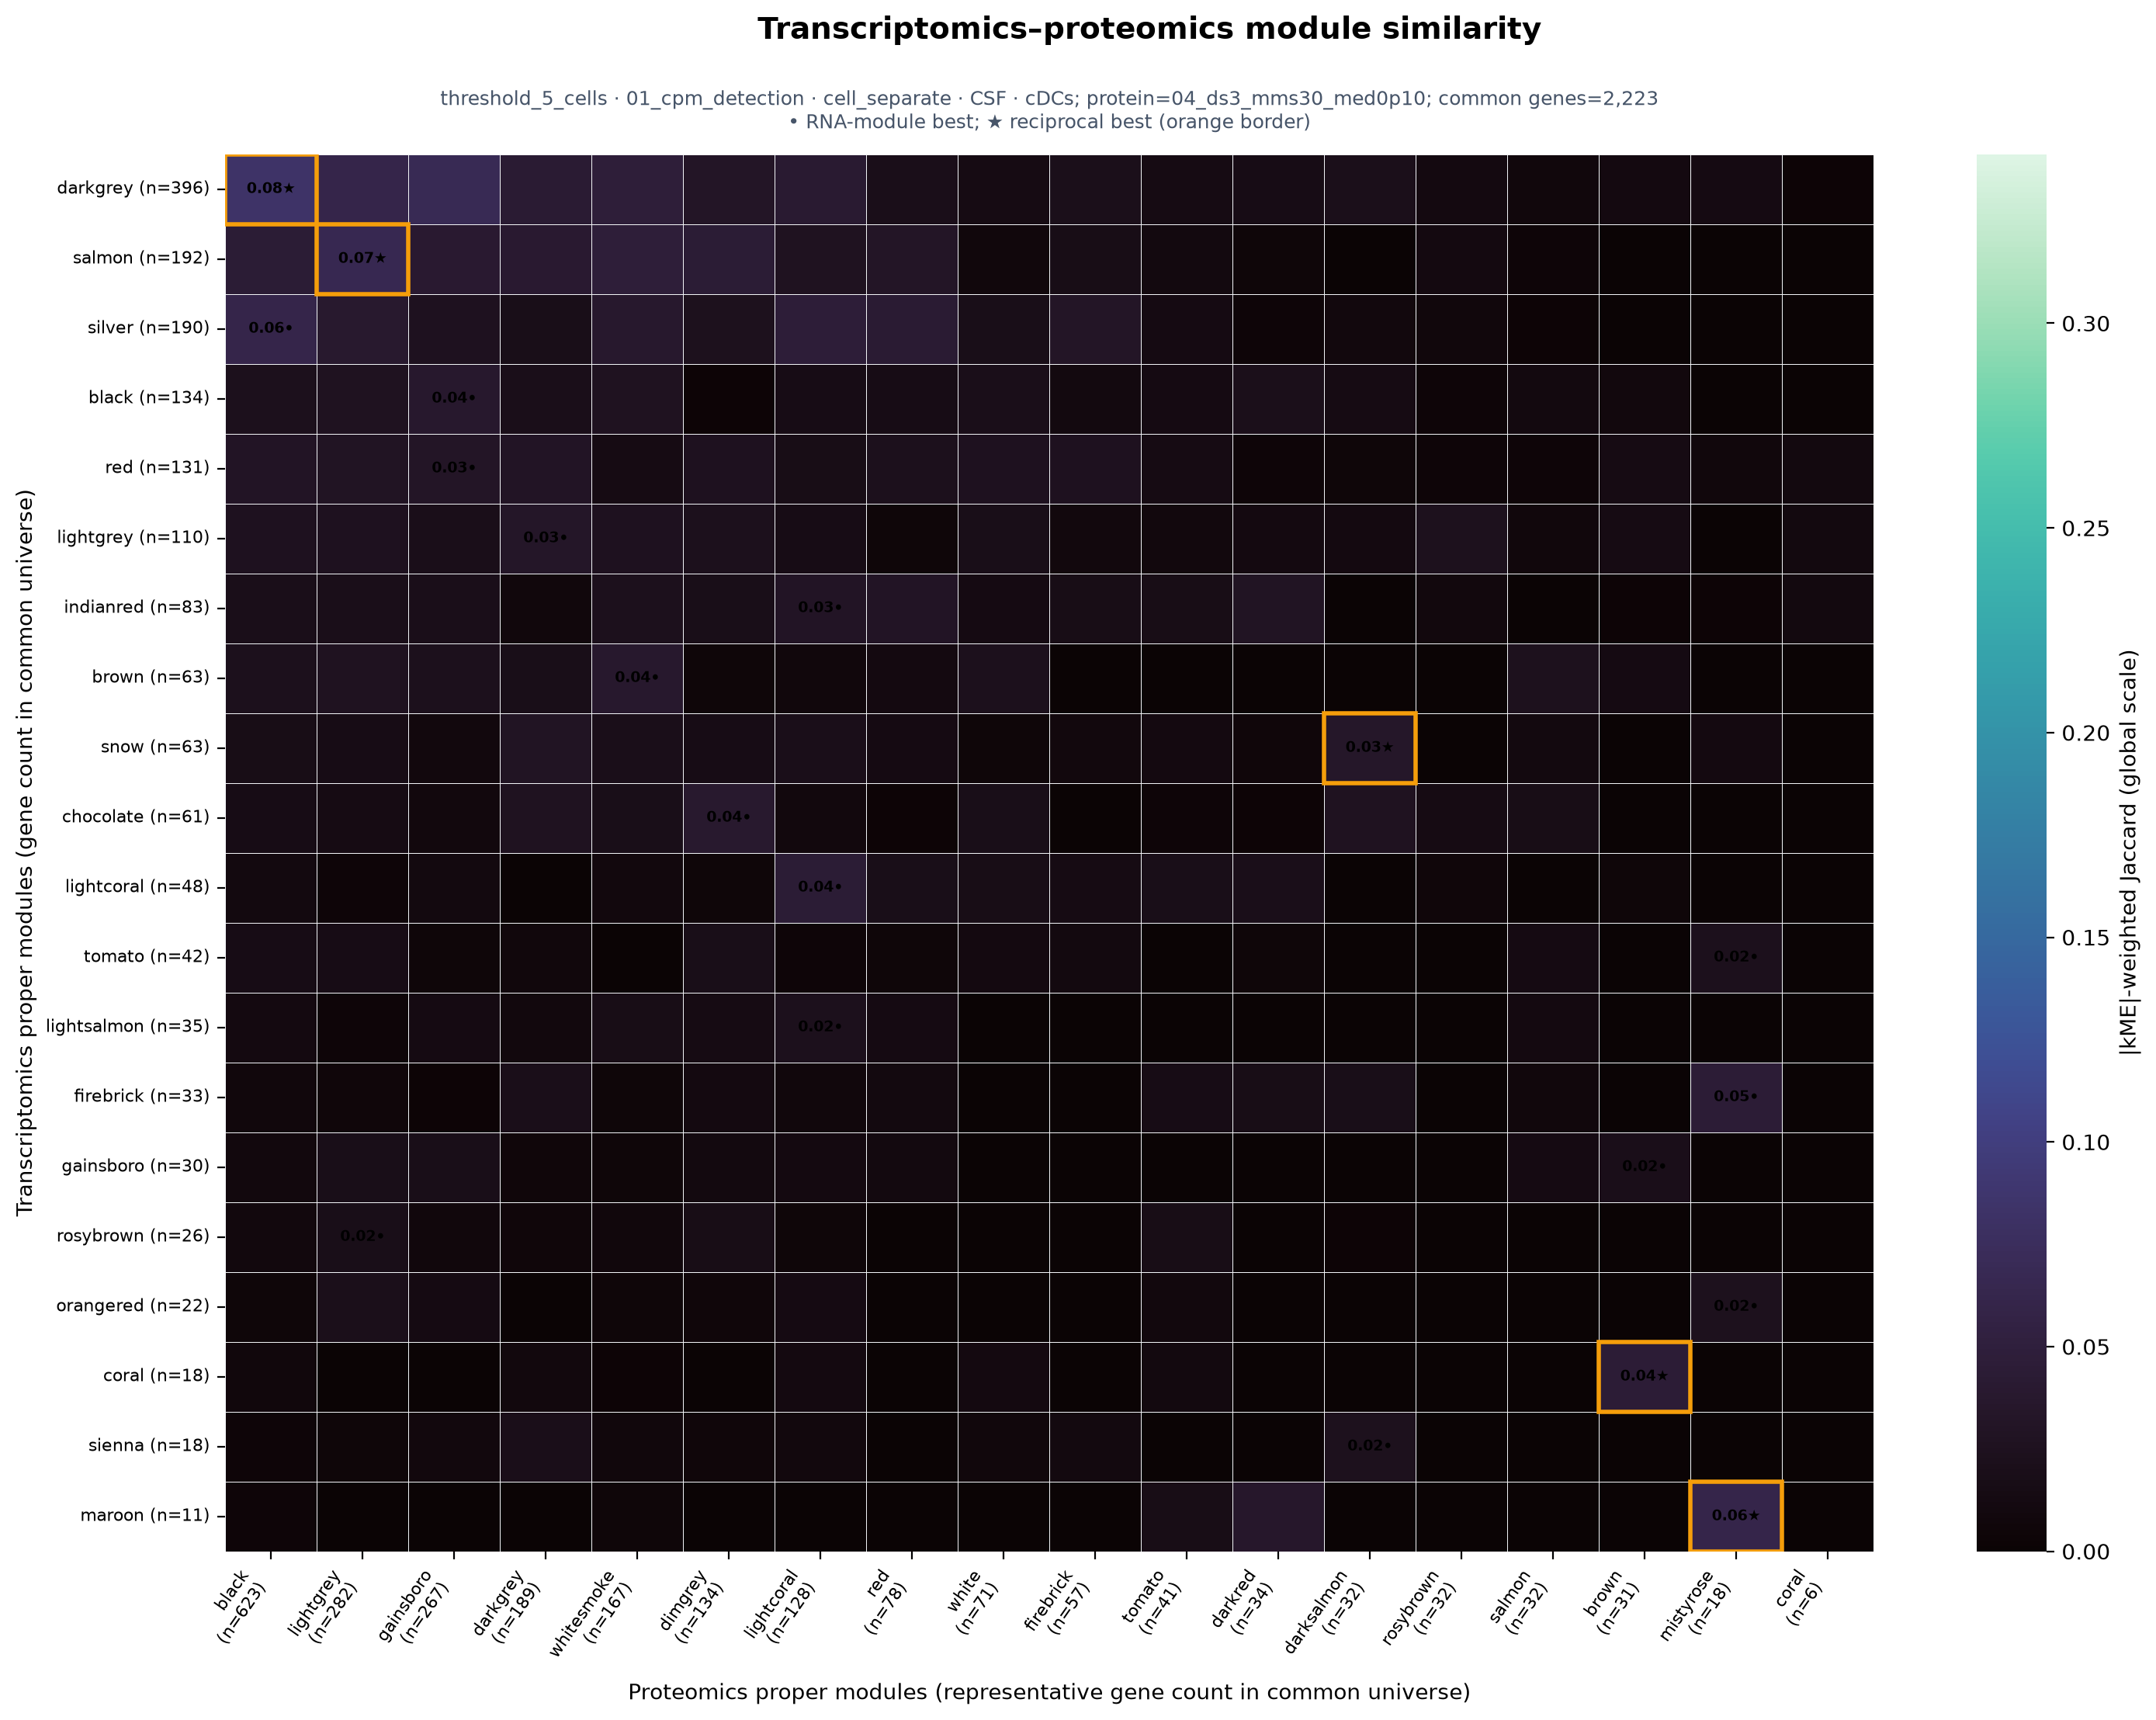 Transcriptomics–proteomics module similarity
threshold_5_cells · 01_cpm_detection · cell_separate · CSF · cDCs; protein=04_ds3_mms30_med0p10; common genes=2,223
• RNA-module best; ★ reciprocal best (orange border)
Transcriptomics proper modules (gene count in common universe)
darkgrey (n=396)
0.08★
salmon (n=192)
0.07★
silver (n=190)
0.06•
black (n=134)
0.04•
red (n=131)
0.03•
lightgrey (n=110)
0.03•
indianred (n=83)
0.03•
brown (n=63)
0.04•
snow (n=63)
0.03★
chocolate (n=61)
0.04•
lightcoral (n=48)
0.04•
tomato (n=42)
0.02•
lightsalmon (n=35)
0.02•
firebrick (n=33)
0.05•
gainsboro (n=30)
0.02•
rosybrown (n=26)
0.02•
orangered (n=22)
0.02•
coral (n=18)
0.04★
sienna (n=18)
0.02•
maroon (n=11)
0.06★
black
(n=623)
lightgrey
(n=282)
gainsboro
(n=267)
darkgrey
(n=189)
whitesmoke
(n=167)
dimgrey
(n=134)
lightcoral
(n=128)
red
(n=78)
white
(n=71)
firebrick
(n=57)
tomato
(n=41)
darkred
(n=34)
darksalmon
(n=32)
rosybrown
(n=32)
salmon
(n=32)
brown
(n=31)
mistyrose
(n=18)
coral
(n=6)
Proteomics proper modules (representative gene count in common universe)
0.30
0.25
0.20
0.15
0.10
0.05
0.00
|kME|-weighted Jaccard (global scale)